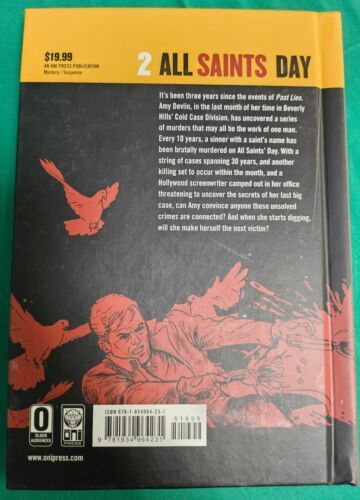 $19.99
AN ONI PRESS PUBLICATION
Mystery / Suspense
2 ALL SAINTS DAY
It's been three years since the events of Past Lies.
Amy Devlin, in the last month of her time in Beverly
Hills' Cold Case Division, has uncovered a series
of murders that may all be the work of one man.
Every 10 years, a sinner with a saint's name has
been brutally murdered on All Saints' Day. With a
string of cases spanning 30 years, and another
killing set to occur within the month, and a
Hollywood screenwriter camped out in her office
threatening to uncover the secrets of her last big
case, can Amy convince anyone these unsolved
crimes are connected? And when she starts digging,
will she make herself the next victim?
O
OLDER
AUDIENCES
ONI
PRESS
www.onipress.com
ISBN 978-1-934964-23-1
51999
9 781934 964231